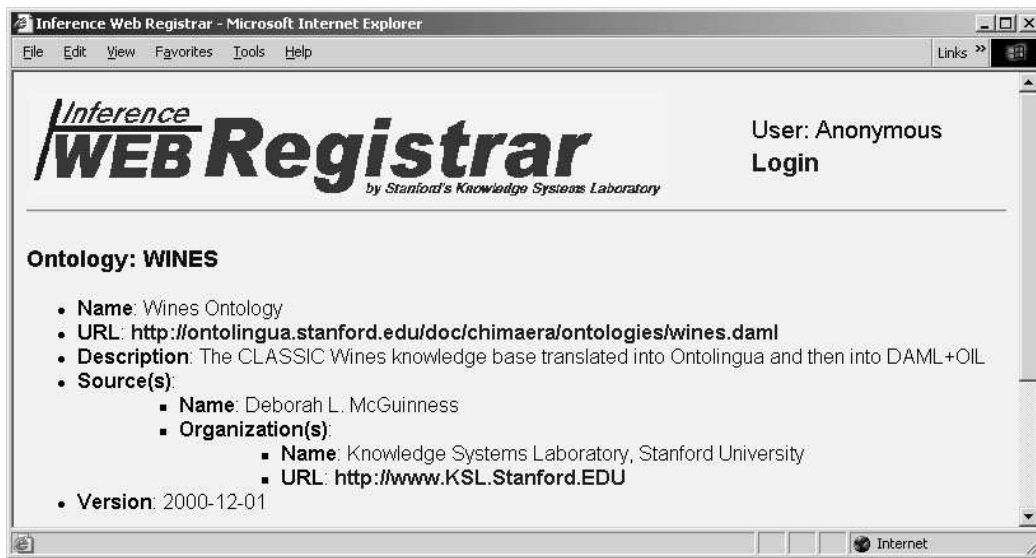 Inference Web Registrar - Microsoft Internet Explorer
File Edit View Favorites Tools Help Links »
Inference
WEB Registrar
by Stanford's Knowledge Systems Laboratory
User: Anonymous
Login
Ontology: WINES
• Name: Wines Ontology
• URL: http://ontolingua.stanford.edu/doc/chimaera/ontologies/wines.daml
• Description: The CLASSIC Wines knowledge base translated into Ontolingua and then into DAML+OIL
• Source(s):
▪ Name: Deborah L. McGuinness
▪ Organization(s):
▪ Name: Knowledge Systems Laboratory, Stanford University
▪ URL: http://www.KSL.Stanford.EDU
• Version: 2000-12-01
Internet